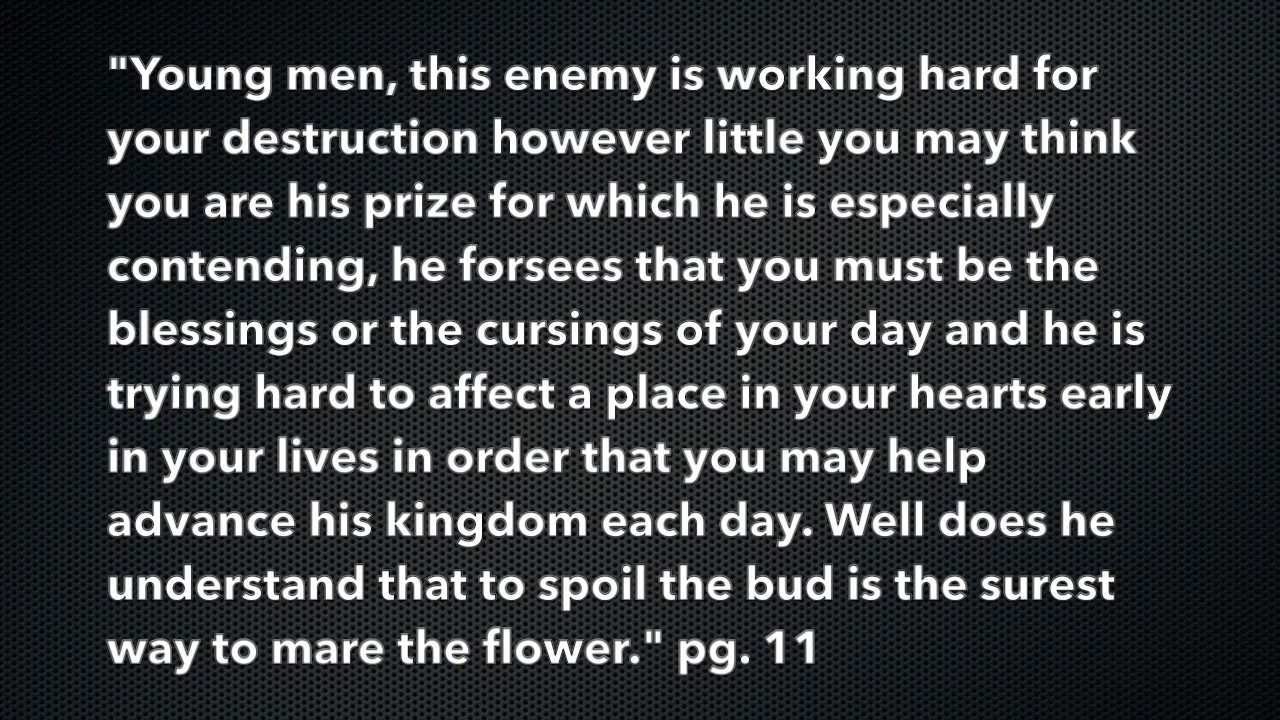 "Young men, this enemy is working hard for
your destruction however little you may think
you are his prize for which he is especially
contending, he forsees that you must be the
blessings or the cursings of your day and he is
trying hard to affect a place in your hearts early
in your lives in order that you may help
advance his kingdom each day. Well does he
understand that to spoil the bud is the surest
way to mare the flower." pg. 11